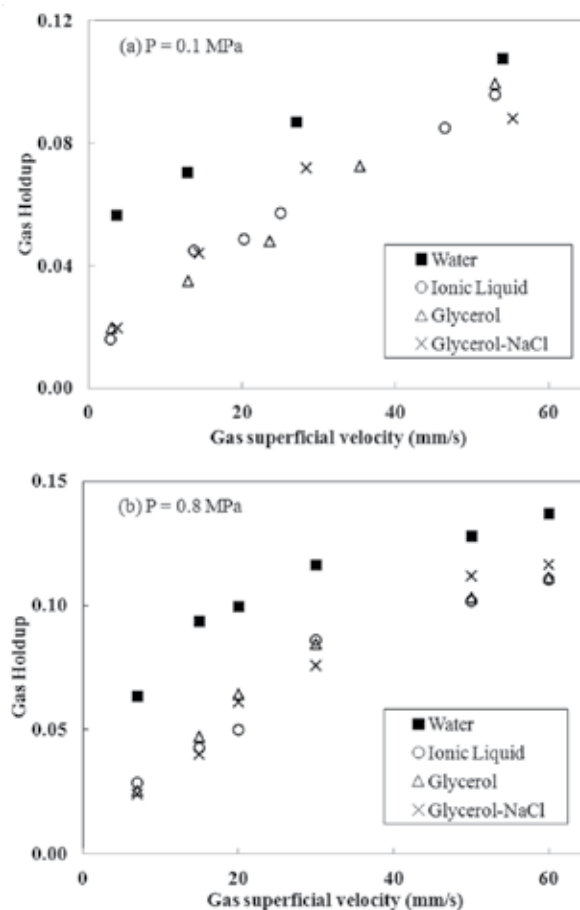 0.12
(a) P = 0.1 MPa
0.08
Gas Holdup
0.04
Water
Ionic Liquid
Glycerol
Glycerol-NaCl
0.00
0 20 40 60
Gas superficial velocity (mm/s)
0.15
(b) P = 0.8 MPa
0.10
Gas Holdup
0.05
Water
Ionic Liquid
Glycerol
Glycerol-NaCl
0.00
0 20 40 60
Gas superficial velocity (mm/s)